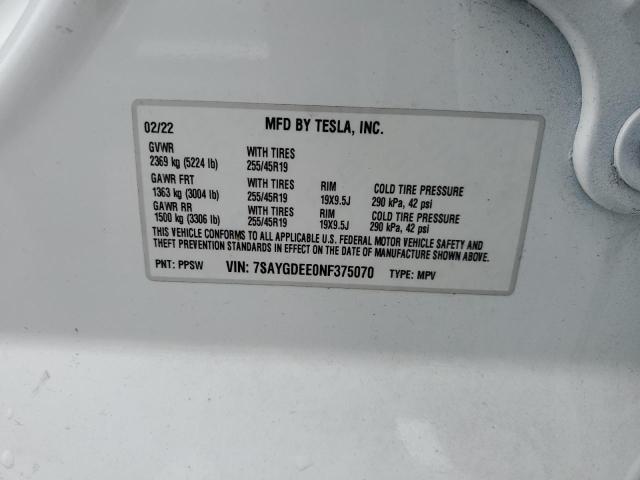 02/22 MFD BY TESLA, INC.
GVWR WITH TIRES
2369 kg (5224 lb) 255/45R19
GAWR FRT WITH TIRES RIM COLD TIRE PRESSURE
1363 kg (3004 lb) 255/45R19 19X9.5J 290 kPa, 42 psi
GAWR RR WITH TIRES RIM COLD TIRE PRESSURE
1500 kg (3306 lb) 255/45R19 19X9.5J 290 kPa, 42 psi
THIS VEHICLE CONFORMS TO ALL APPLICABLE U.S. FEDERAL MOTOR VEHICLE SAFETY AND
THEFT PREVENTION STANDARDS IN EFFECT ON THE DATE OF MANUFACTURE SHOWN ABOVE.
PNT: PPSW VIN: 7SAYGDEE0NF375070 TYPE: MPV